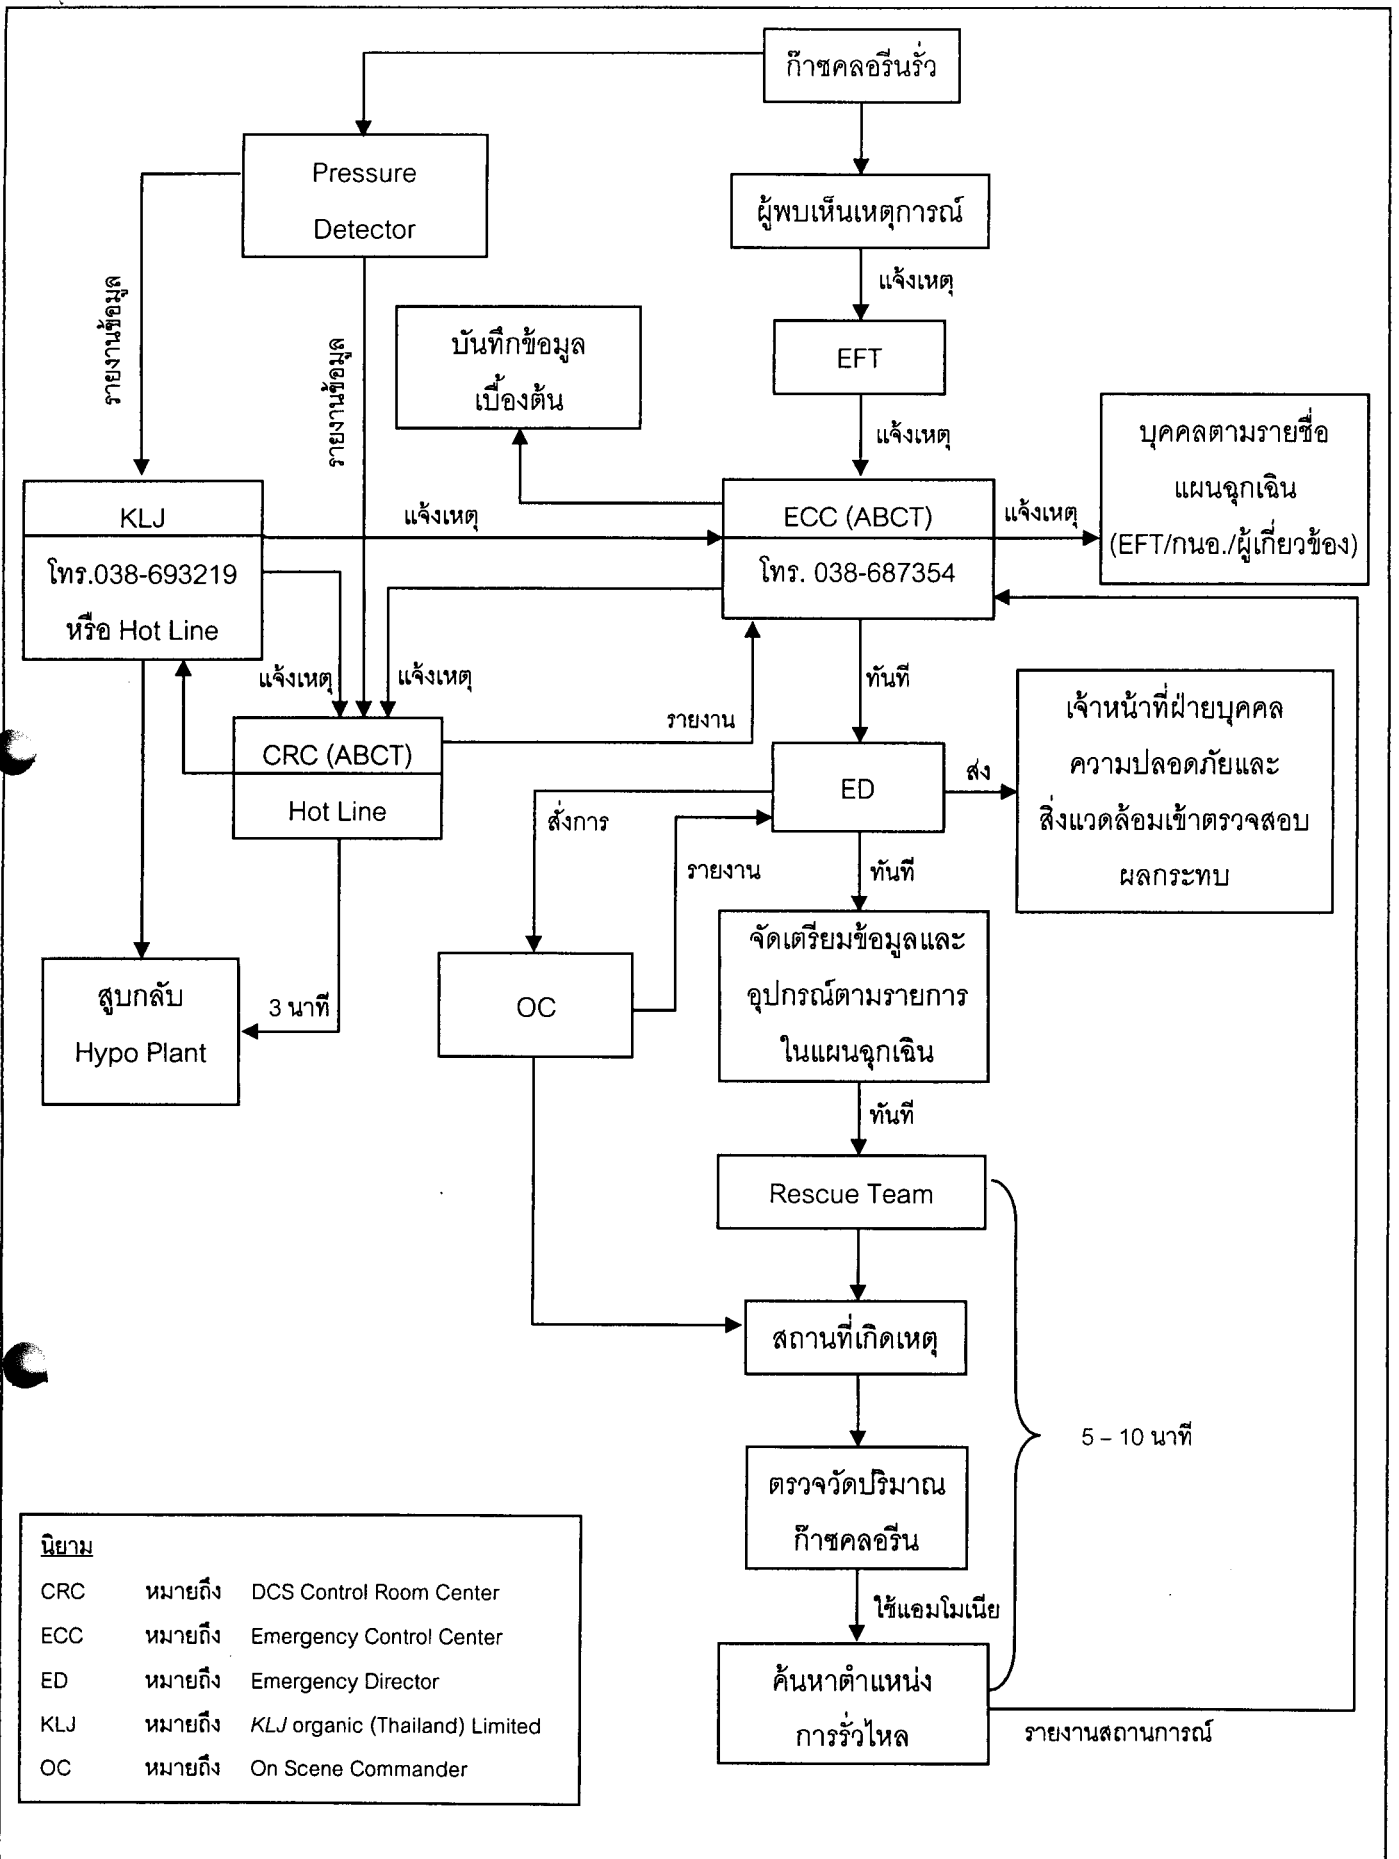 ก๊าซคลอรีนรั่ว
Pressure
Detector
ผู้พบเห็นเหตุการณ์
แจ้งเหตุ
รายงานข้อมูล
รายงานข้อมูล
บันทึกข้อมูล
เบื้องต้น
EFT
แจ้งเหตุ
บุคคลตามรายชื่อ
แผนฉุกเฉิน
(EFT/กนอ./ผู้เกี่ยวข้อง)
KLJ
โทร.038-693219
หรือ Hot Line
แจ้งเหตุ
ECC (ABCT)
โทร. 038-687354
แจ้งเหตุ
แจ้งเหตุ
แจ้งเหตุ
รายงาน
ทันที
CRC (ABCT)
Hot Line
ED
ส่ง
เจ้าหน้าที่ฝ่ายบุคคล
ความปลอดภัยและ
สิ่งแวดล้อมเข้าตรวจสอบ
ผลกระทบ
สั่งการ
รายงาน
ทันที
สูบกลับ
Hypo Plant
3 นาที
OC
จัดเตรียมข้อมูลและ
อุปกรณ์ตามรายการ
ในแผนฉุกเฉิน
ทันที
Rescue Team
สถานที่เกิดเหตุ
5 – 10 นาที
ตรวจวัดปริมาณ
ก๊าซคลอรีน
ใช้แอมโมเนีย
ค้นหาตำแหน่ง
การรั่วไหล
รายงานสถานการณ์
นิยาม
CRC หมายถึง DCS Control Room Center
ECC หมายถึง Emergency Control Center
ED หมายถึง Emergency Director
KLJ หมายถึง KLJ organic (Thailand) Limited
OC หมายถึง On Scene Commander